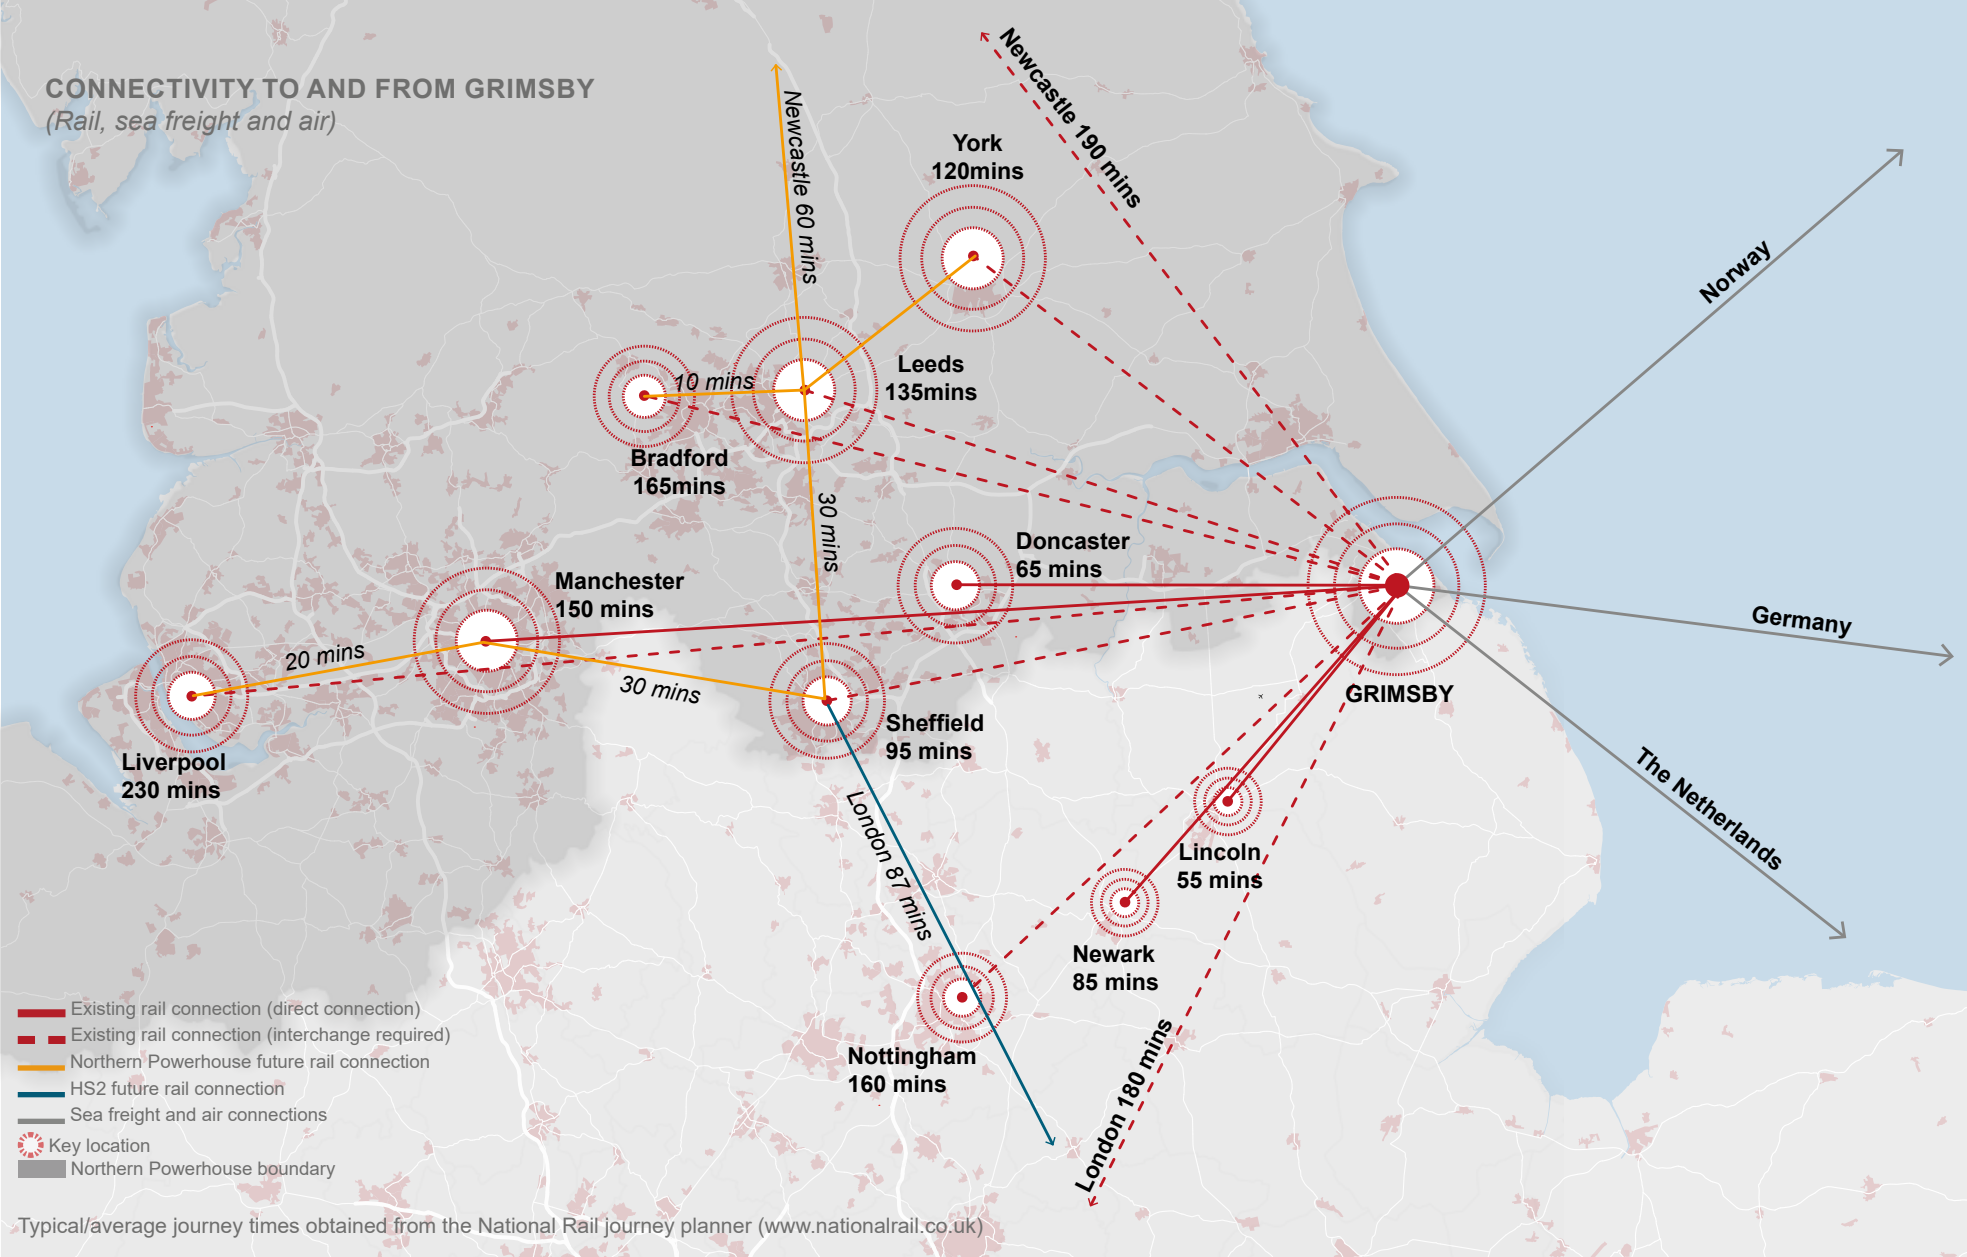 CONNECTIVITY TO AND FROM GRIMSBY
(Rail, sea freight and air)
Newcastle 60 mins
York
120mins
Newcastle 190 mins
Norway
Leeds
135mins
10 mins
Bradford
165mins
30 mins
Doncaster
65 mins
Manchester
150 mins
Germany
20 mins
30 mins
GRIMSBY
Sheffield
95 mins
Liverpool
230 mins
The Netherlands
London 87 mins
Lincoln
55 mins
Newark
85 mins
Nottingham
160 mins
London 180 mins
Existing rail connection (direct connection)
Existing rail connection (interchange required)
Northern Powerhouse future rail connection
HS2 future rail connection
Sea freight and air connections
Key location
Northern Powerhouse boundary
Typical/average journey times obtained from the National Rail journey planner (www.nationalrail.co.uk)